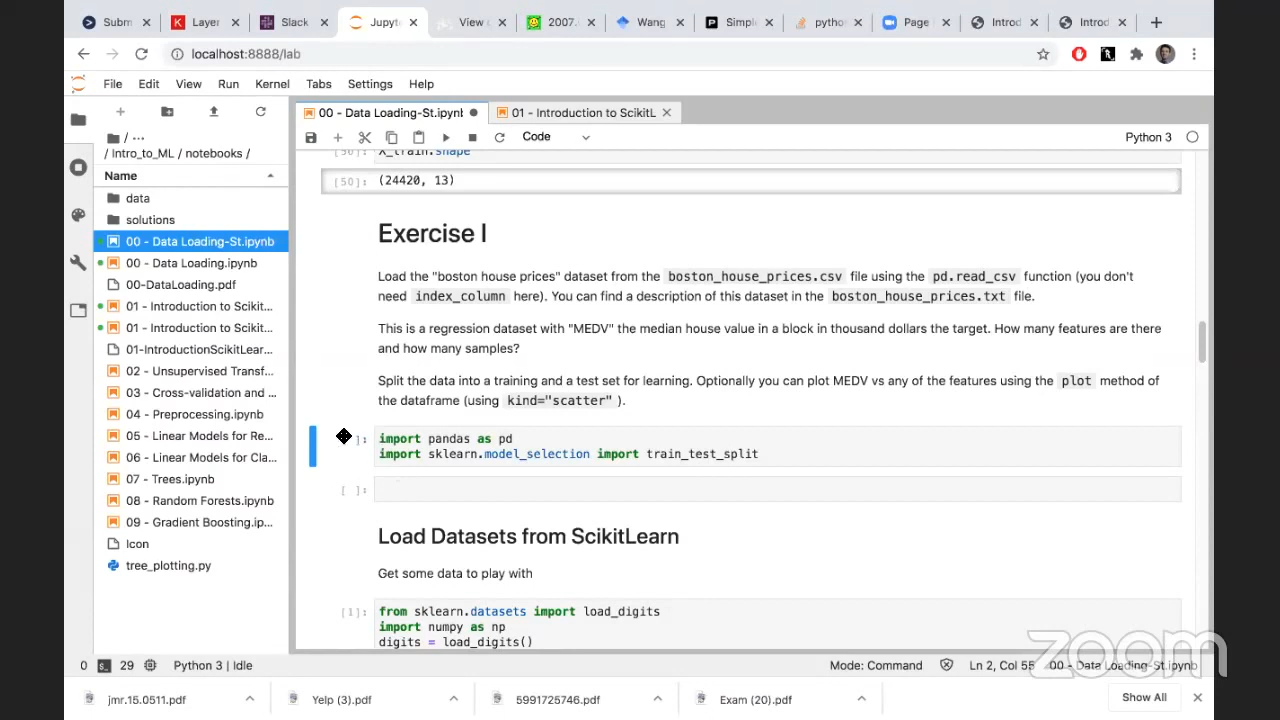 Subm
Layer
Slack
Jupyte
View o
2007.
Wang
Simple
pytho
Page
Introd
Introd
localhost:8888/lab
File Edit View Run Kernel Tabs Settings Help
00 - Data Loading-St.ipynb
01 - Introduction to ScikitL
Code
Python 3
/ ...
/ Intro_to_ML / notebooks /
Name
data
solutions
00 - Data Loading-St.ipynb
00 - Data Loading.ipynb
00-DataLoading.pdf
01 - Introduction to Scikit...
01 - Introduction to Scikit...
01-IntroductionScikitLear...
02 - Unsupervised Transf...
03 - Cross-validation and ...
04 - Preprocessing.ipynb
05 - Linear Models for Re...
06 - Linear Models for Cla...
07 - Trees.ipynb
08 - Random Forests.ipynb
09 - Gradient Boosting.ip...
Icon
tree_plotting.py
[50]: X_train.shape
[50]: (24420, 13)
Exercise I
Load the "boston house prices" dataset from the boston_house_prices.csv file using the pd.read_csv function (you don't
need index_column here). You can find a description of this dataset in the boston_house_prices.txt file.
This is a regression dataset with "MEDV" the median house value in a block in thousand dollars the target. How many features are there
and how many samples?
Split the data into a training and a test set for learning. Optionally you can plot MEDV vs any of the features using the plot method of
the dataframe (using kind="scatter" ).
]: import pandas as pd
import sklearn.model_selection import train_test_split
[ ]:
Load Datasets from ScikitLearn
Get some data to play with
[1]: from sklearn.datasets import load_digits
import numpy as np
digits = load_digits()
0 29 Python 3 | Idle
Mode: Command Ln 2, Col 55 00 - Data Loading-St.ipynb
zoom
jmr.15.0511.pdf
Yelp (3).pdf
5991725746.pdf
Exam (20).pdf
Show All